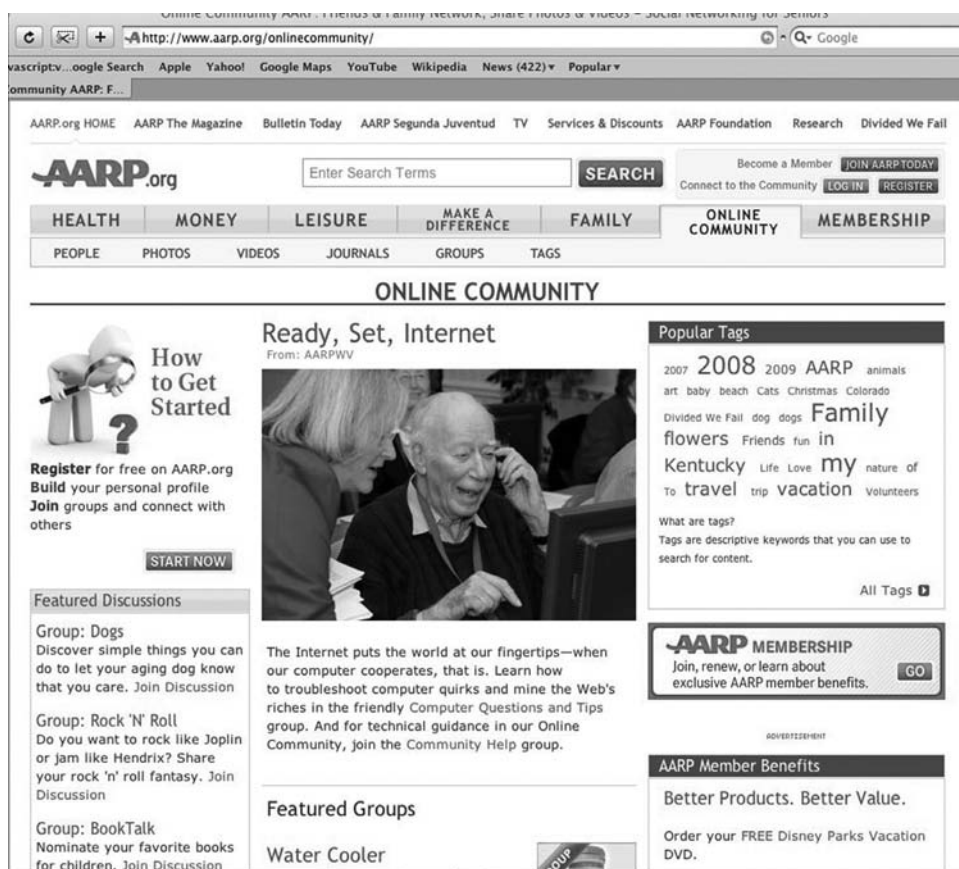 Online Community AARP: Friends & Family Network, Share Photos & Videos – Social Networking for Seniors
http://www.aarp.org/onlinecommunity/
Google
vascript:v...oogle Search Apple Yahoo! Google Maps YouTube Wikipedia News (422) Popular
ommunity AARP: F...
AARP.org HOME AARP The Magazine Bulletin Today AARP Segunda Juventud TV Services & Discounts AARP Foundation Research Divided We Fail
AARP.org
Enter Search Terms
SEARCH
Become a Member JOIN AARP TODAY
Connect to the Community LOG IN REGISTER
HEALTH MONEY LEISURE MAKE A DIFFERENCE FAMILY ONLINE COMMUNITY MEMBERSHIP
PEOPLE PHOTOS VIDEOS JOURNALS GROUPS TAGS
ONLINE COMMUNITY
How
to Get
Started
Register for free on AARP.org
Build your personal profile
Join groups and connect with
others
START NOW
Featured Discussions
Group: Dogs
Discover simple things you can
do to let your aging dog know
that you care. Join Discussion
Group: Rock 'N' Roll
Do you want to rock like Joplin
or jam like Hendrix? Share
your rock 'n' roll fantasy. Join
Discussion
Group: BookTalk
Nominate your favorite books
for children. Join Discussion
Ready, Set, Internet
From: AARPWV
The Internet puts the world at our fingertips—when
our computer cooperates, that is. Learn how
to troubleshoot computer quirks and mine the Web's
riches in the friendly Computer Questions and Tips
group. And for technical guidance in our Online
Community, join the Community Help group.
Featured Groups
Water Cooler
GROUP
Popular Tags
2007 2008 2009 AARP animals
art baby beach Cats Christmas Colorado
Divided We Fail dog dogs Family
flowers Friends fun in
Kentucky Life Love my nature of
To travel trip vacation Volunteers
What are tags?
Tags are descriptive keywords that you can use to
search for content.
All Tags
AARP MEMBERSHIP
Join, renew, or learn about
exclusive AARP member benefits.
GO
ADVERTISEMENT
AARP Member Benefits
Better Products. Better Value.
Order your FREE Disney Parks Vacation
DVD.